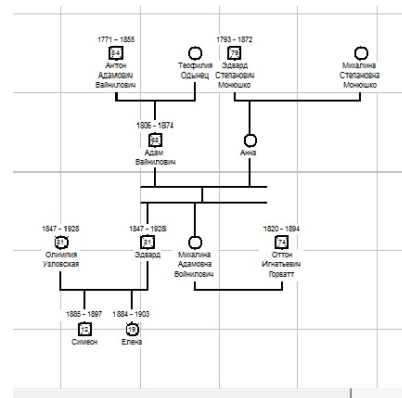 1771 - 1855
84
Антон
Адамович
Вайнилович
Теофилия
Одынец
1793 - 1872
79
Эдвард
Степанович
Монюшко
Михалина
Степановна
Монюшко
1806 - 1874
68
Адам
Вайнилович
Анна
1847 - 1928
81
Олимпия
Узловская
1847 - 1928
81
Эдвард
Михалина
Адамовна
Войнилович
1820 - 1894
74
Оттон
Игнатьевич
Горватт
1885 - 1897
12
Симеон
1884 - 1903
19
Елена